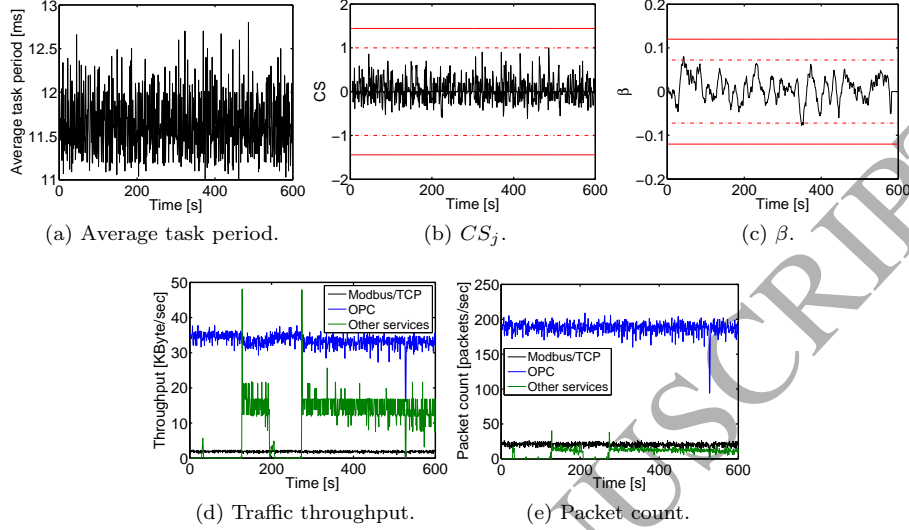 13
12.5
12
11.5
11
0 200 400 600
Time [s]
Average task period [ms]
(a) Average task period.
2
1
0
−1
−2
0 200 400 600
Time [s]
CS
(b) CS_j.
0.2
0.1
0
−0.1
−0.2
0 200 400 600
Time [s]
β
(c) β.
50
40
30
20
10
0
0 200 400 600
Time [s]
Throughput [KByte/sec]
Modbus/TCP
OPC
Other services
(d) Traffic throughput.
250
200
150
100
50
0
0 200 400 600
Time [s]
Packet count [packets/sec]
Modbus/TCP
OPC
Other services
(e) Packet count.
NUSCRIPT